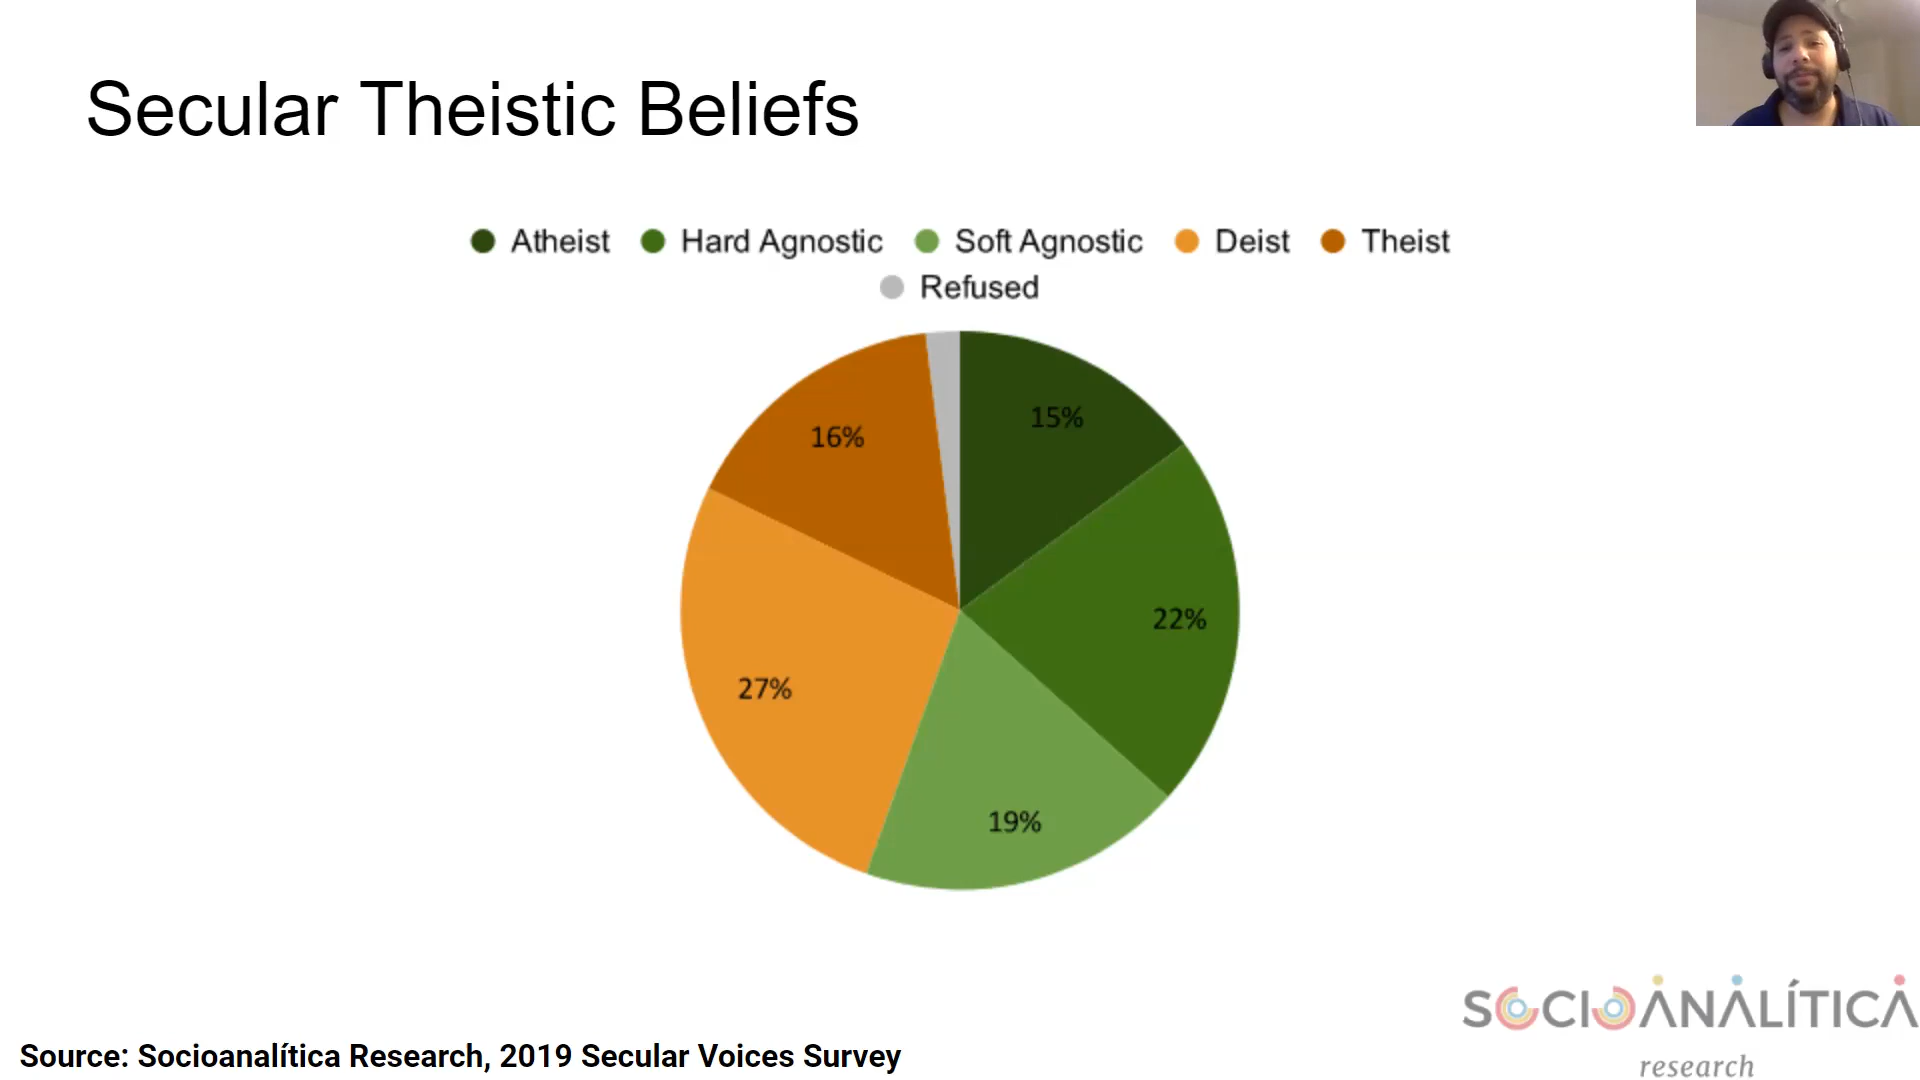 Secular Theistic Beliefs
Atheist Hard Agnostic Soft Agnostic Deist Theist
Refused
15%
16%
22%
27%
19%
SOCIOANALÍTICA
research
Source: Socioanalítica Research, 2019 Secular Voices Survey